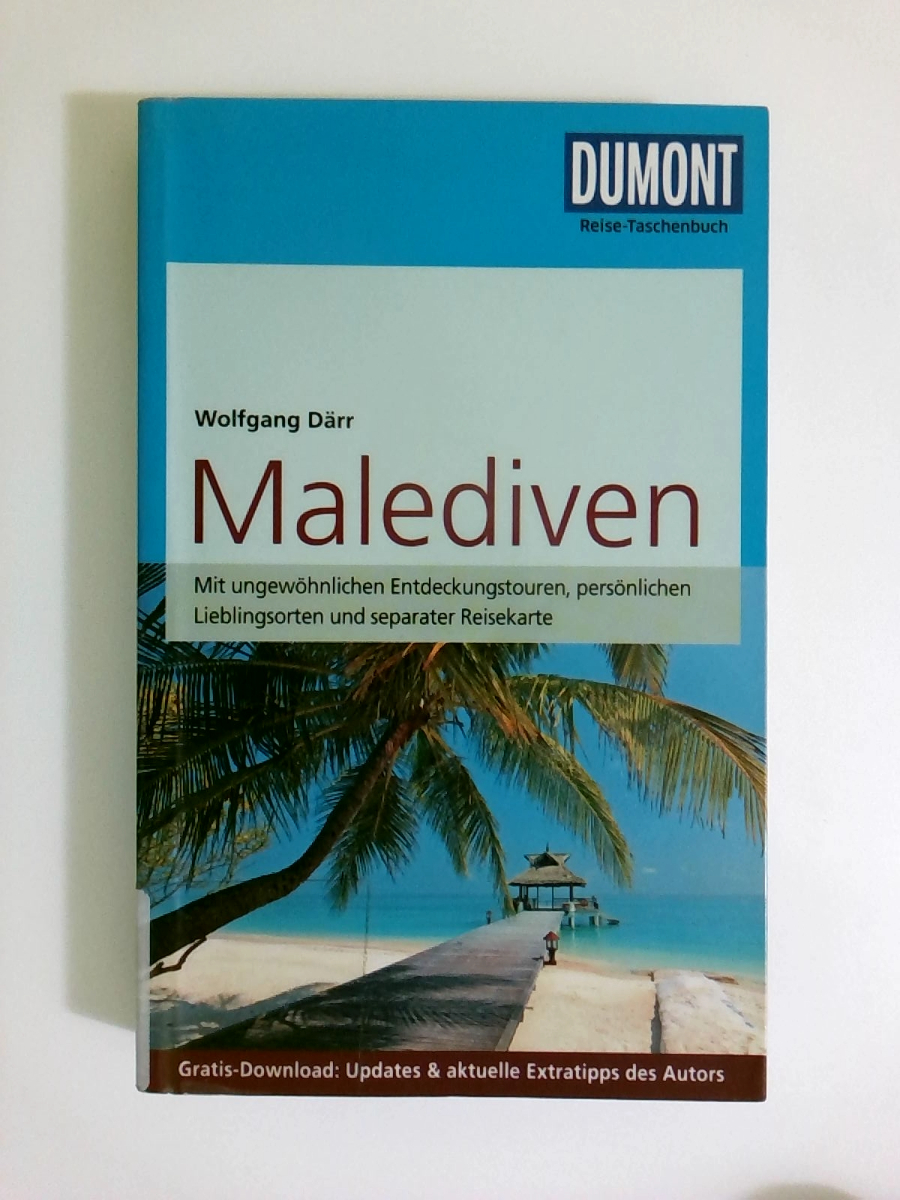 DUMONT
Reise-Taschenbuch
Wolfgang Därr
Malediven
Mit ungewöhnlichen Entdeckungstouren, persönlichen
Lieblingsorten und separater Reisekarte
Gratis-Download: Updates & aktuelle Extratipps des Autors